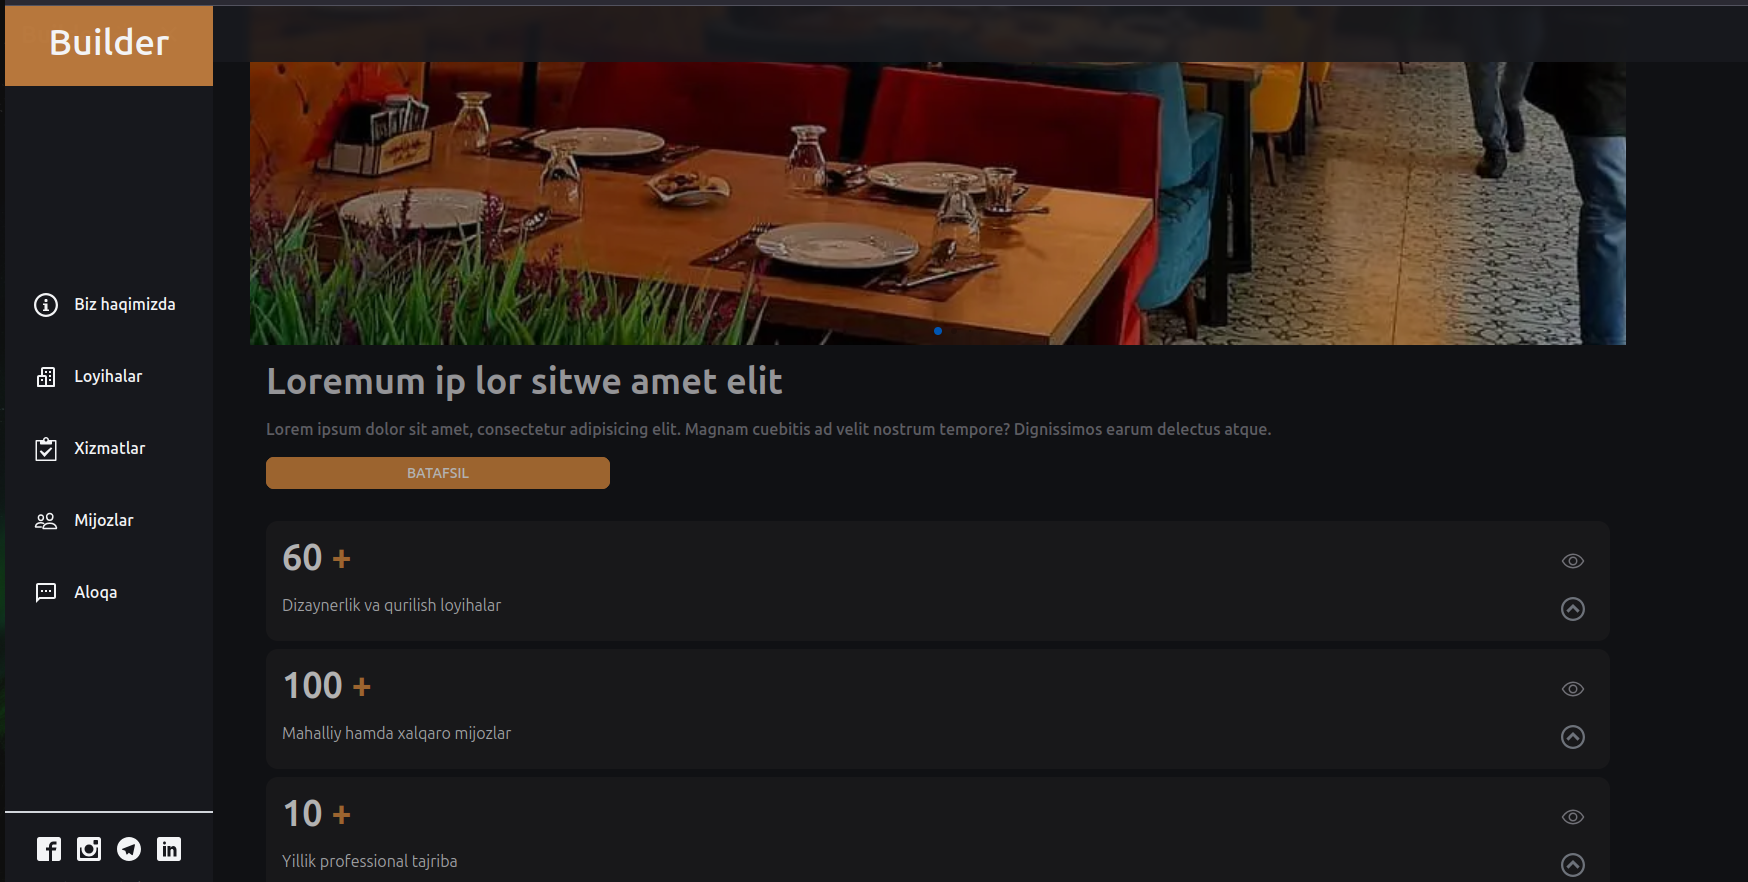 Builder
Biz haqimizda
Loyihalar
Xizmatlar
Mijozlar
Aloqa
Loremum ip lor sitwe amet elit
Lorem ipsum dolor sit amet, consectetur adipisicing elit. Magnam cuebitis ad velit nostrum tempore? Dignissimos earum delectus atque.
BATAFSIL
60 +
Dizaynerlik va qurilish loyihalar
100 +
Mahalliy hamda xalqaro mijozlar
10 +
Yillik professional tajriba